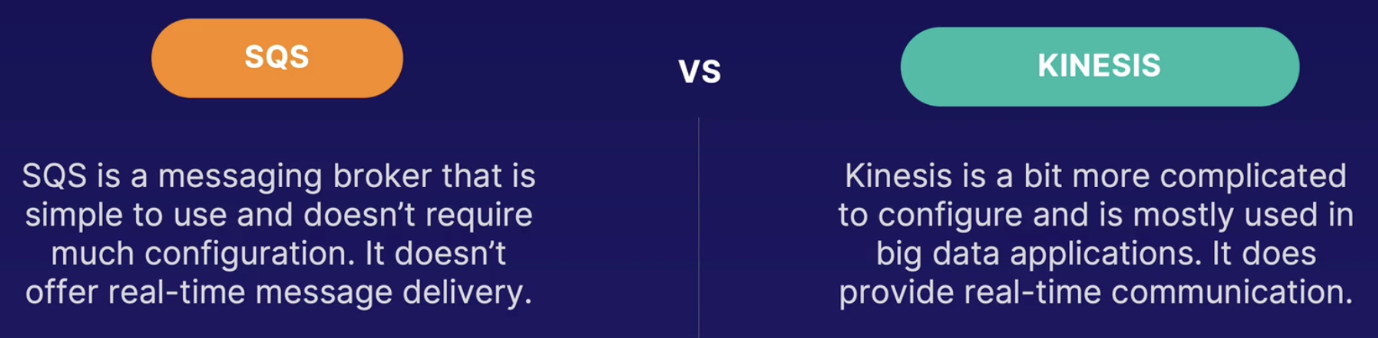 SQS
VS
KINESIS
SQS is a messaging broker that is
simple to use and doesn’t require
much configuration. It doesn’t
offer real-time message delivery.
Kinesis is a bit more complicated
to configure and is mostly used in
big data applications. It does
provide real-time communication.